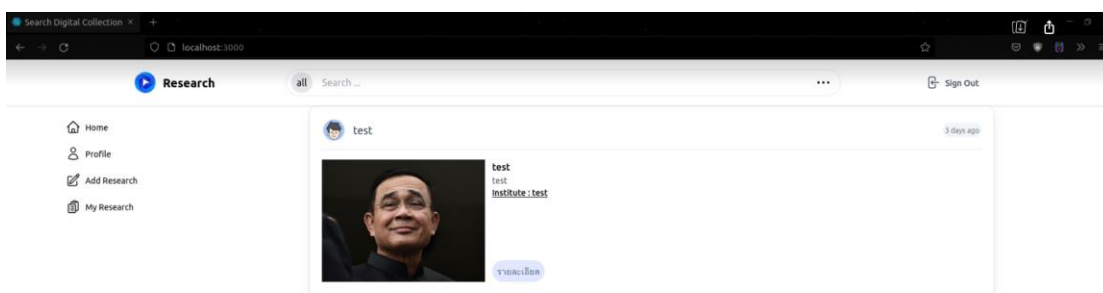 Search Digital Collection
localhost:3000
Research
all
Search ...
Sign Out
Home
Profile
Add Research
My Research
test
3 days ago
test
test
Institute : test
รายละเอียด